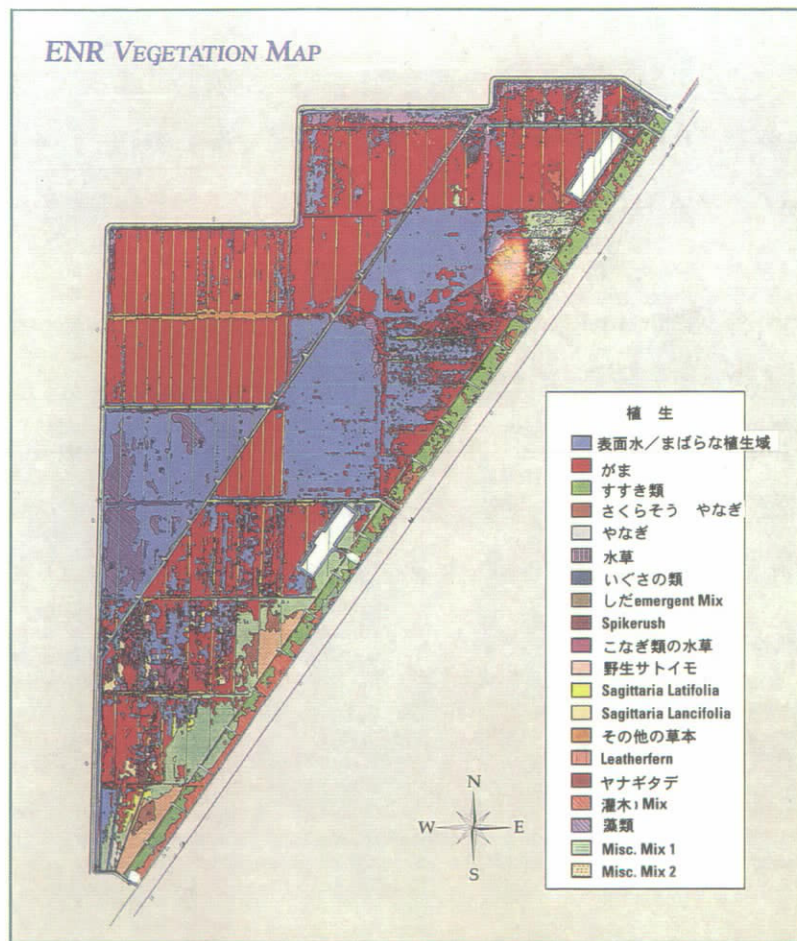 ENR VEGETATION MAP
植 生
表面水／まばらな植生域
がま
すすき類
さくらそう やなぎ
やなぎ
水草
いぐさの類
しだemergent Mix
Spikerush
こなぎ類の水草
野生サトイモ
Sagittaria Latifolia
Sagittaria Lancifolia
その他の草本
Leatherfern
ヤナギタデ
灌木 Mix
藻類
Misc. Mix 1
Misc. Mix 2
N
W E
S